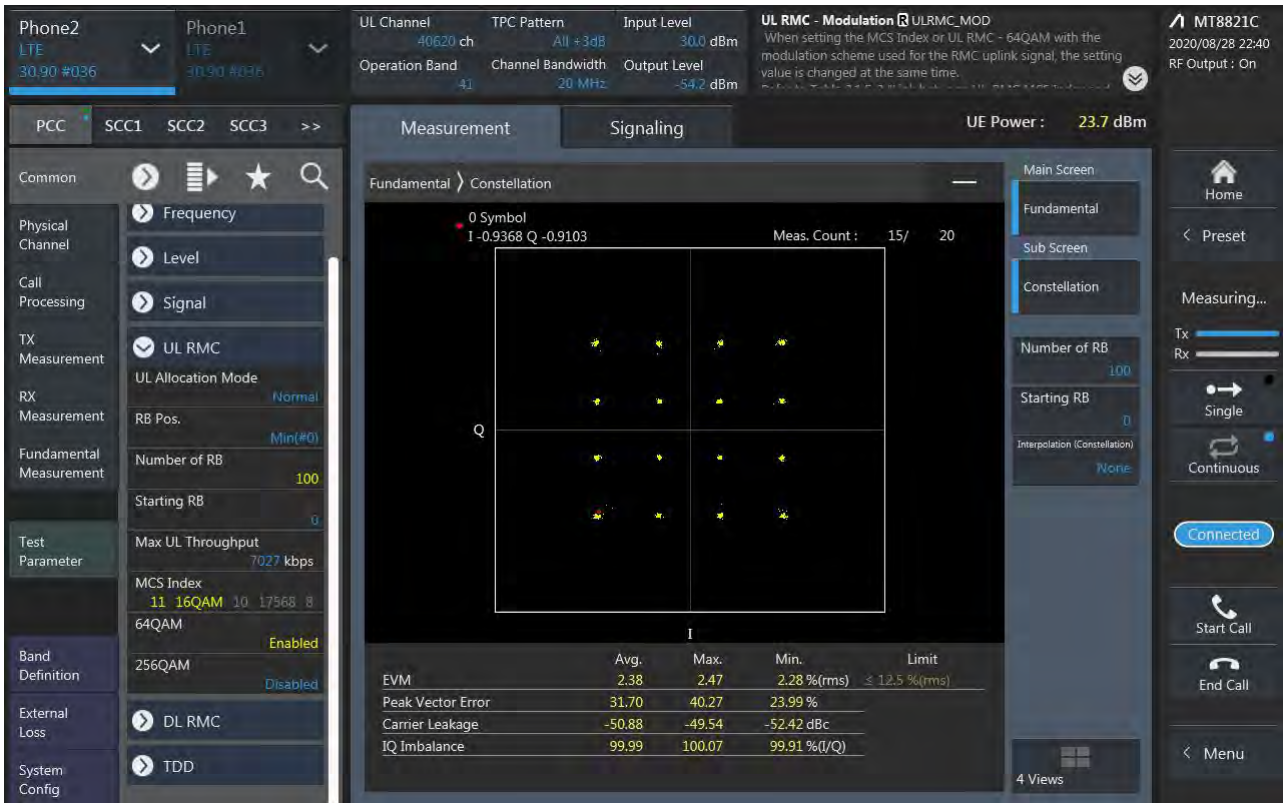 Phone2
LTE
30.90 #036
Phone1
LTE
30.90 #036
UL Channel
40620 ch
Operation Band
41
TPC Pattern
All +3dB
Channel Bandwidth
20 MHz
Input Level
30.0 dBm
Output Level
-54.2 dBm
UL RMC - Modulation R ULRMC_MOD
When setting the MCS Index or UL RMC - 64QAM with the
modulation scheme used for the RMC uplink signal, the setting
value is changed at the same time.
MT8821C
2020/08/28 22:40
RF Output : On
PCC SCC1 SCC2 SCC3 >>
Measurement
Signaling
UE Power : 23.7 dBm
Common
Physical
Channel
Call
Processing
TX
Measurement
RX
Measurement
Fundamental
Measurement
Test
Parameter
Band
Definition
External
Loss
System
Config
Frequency
Level
Signal
UL RMC
UL Allocation Mode
Normal
RB Pos.
Min(#0)
Number of RB
100
Starting RB
0
Max UL Throughput
7027 kbps
MCS Index
11 16QAM 10 17568 8
64QAM
Enabled
256QAM
Disabled
DL RMC
TDD
Fundamental > Constellation
0 Symbol
I -0.9368 Q -0.9103
Meas. Count : 15/ 20
Q
I
Avg. Max. Min. Limit
EVM 2.38 2.47 2.28 %(rms) ≤ 12.5 %(rms)
Peak Vector Error 31.70 40.27 23.99 %
Carrier Leakage -50.88 -49.54 -52.42 dBc
IQ Imbalance 99.99 100.07 99.91 %(I/Q)
Main Screen
Fundamental
Sub Screen
Constellation
Number of RB
100
Starting RB
0
Interpolation (Constellation)
None
4 Views
Home
< Preset
Measuring...
Tx
Rx
Single
Continuous
Connected
Start Call
End Call
< Menu